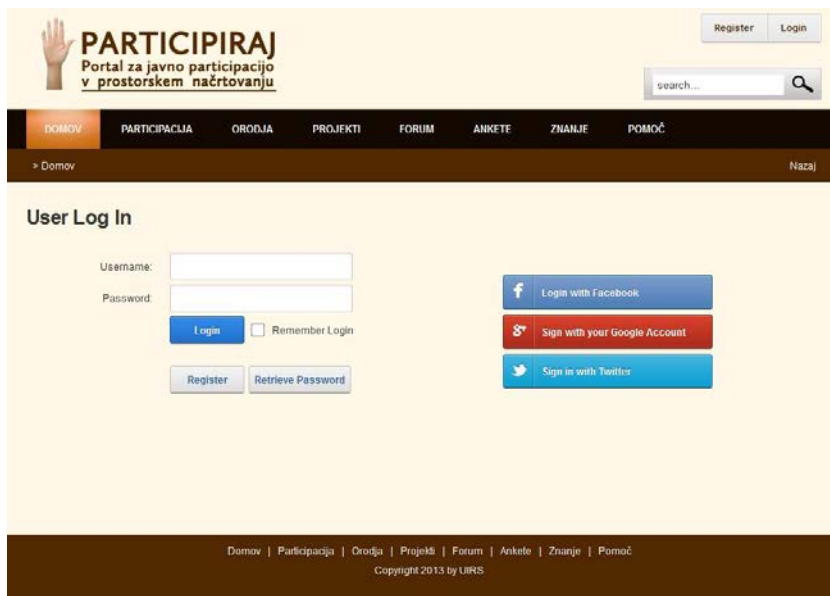 PARTICIPIRAJ
Portal za javno participacijo
v prostorskem načrtovanju
Register Login
search...
DOMOV PARTICIPACIJA ORODJA PROJEKTI FORUM ANKETE ZNANJE POMOČ
» Domov Nazaj
User Log In
Username:
Password:
Login Remember Login
Register Retrieve Password
f Login with Facebook
g+ Sign with your Google Account
Sign in with Twitter
Domov | Participacija | Orodja | Projekti | Forum | Ankete | Znanje | Pomoč
Copyright 2013 by UIRS